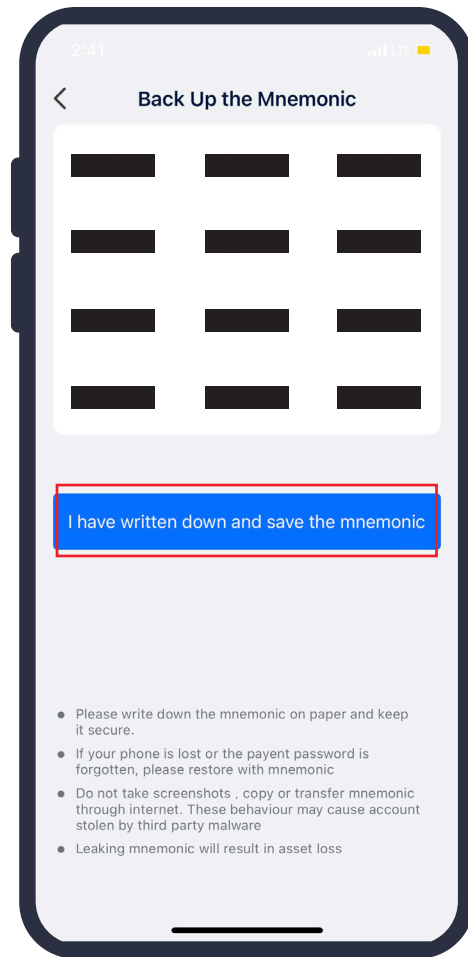 2:41
LTE
Back Up the Mnemonic
I have written down and save the mnemonic
Please write down the mnemonic on paper and keep
it secure.
If your phone is lost or the payent password is
forgotten, please restore with mnemonic
Do not take screenshots , copy or transfer mnemonic
through internet. These behaviour may cause account
stolen by third party malware
Leaking mnemonic will result in asset loss